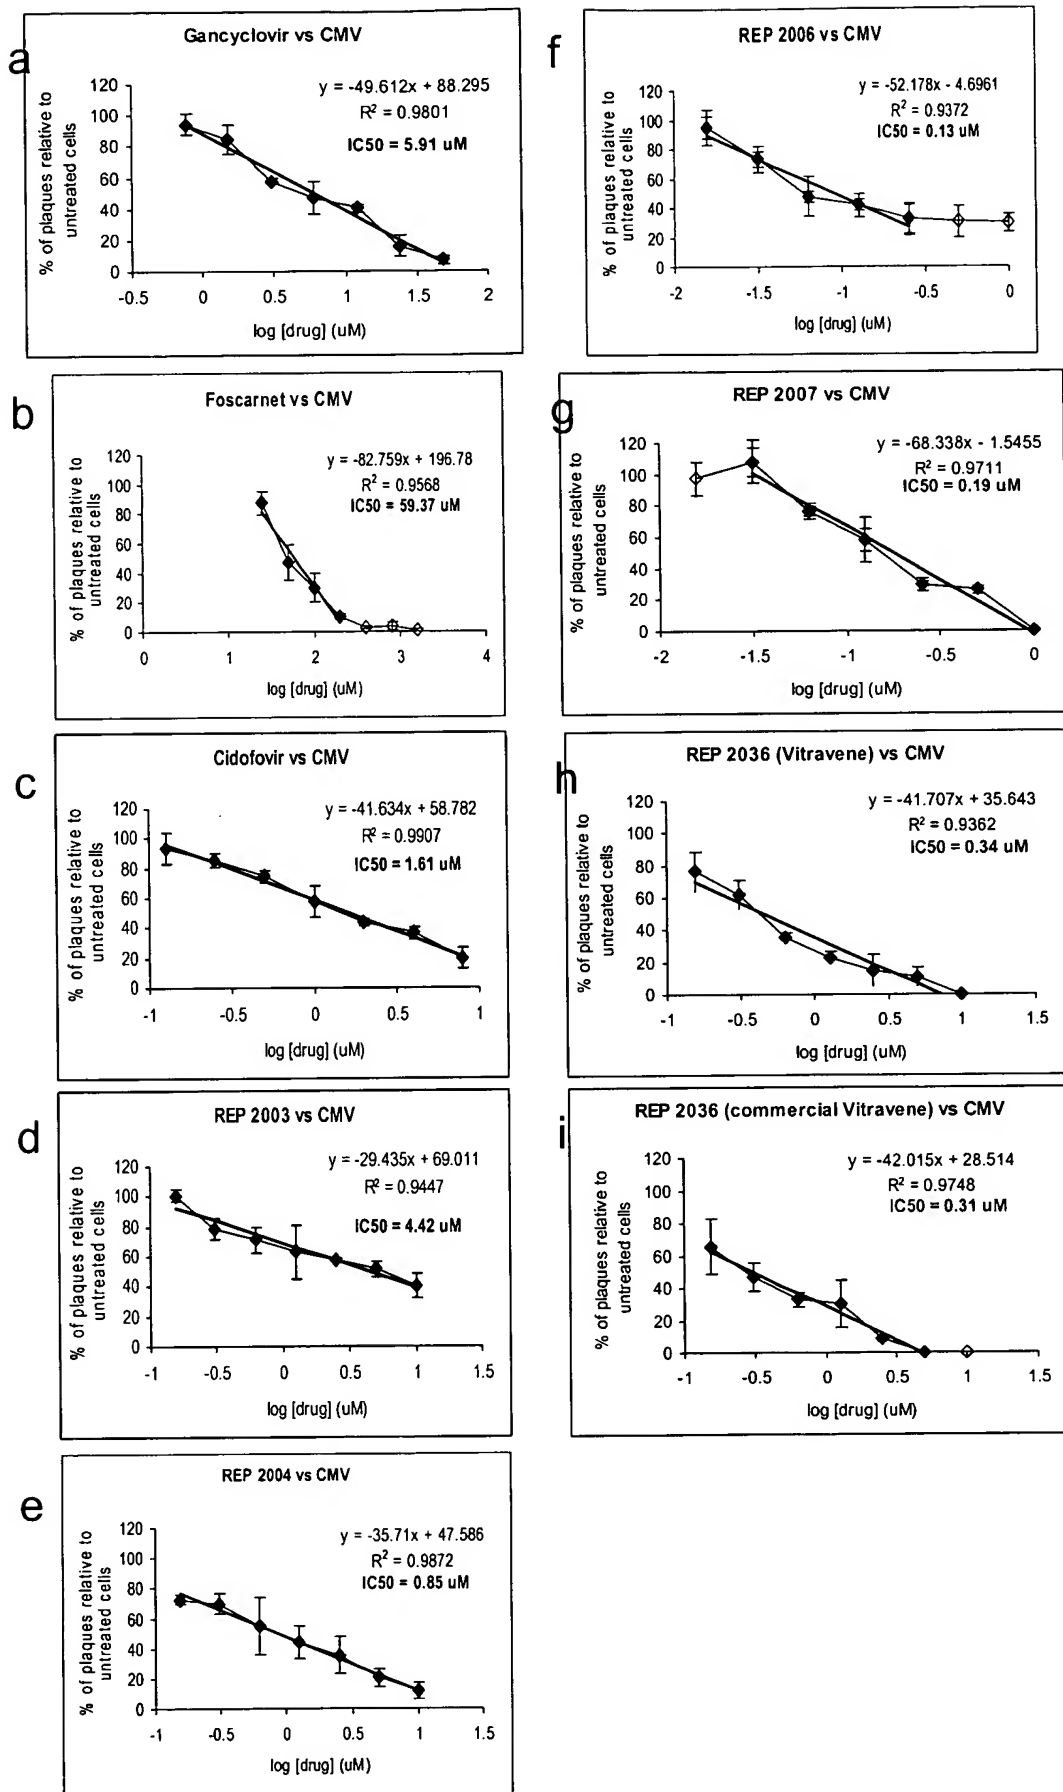 a
Gancyclovir vs CMV
% of plaques relative to
untreated cells
y = -49.612x + 88.295
R² = 0.9801
IC50 = 5.91 uM
120
100
80
60
40
20
0
-0.5 0 0.5 1 1.5 2
log [drug] (uM)
b
Foscarnet vs CMV
% of plaques relative to
untreated cells
y = -82.759x + 196.78
R² = 0.9568
IC50 = 59.37 uM
120
100
80
60
40
20
0
0 1 2 3 4
log [drug] (uM)
c
Cidofovir vs CMV
% of plaques relative to
untreated cells
y = -41.634x + 58.782
R² = 0.9907
IC50 = 1.61 uM
120
100
80
60
40
20
0
-1 -0.5 0 0.5 1
log [drug] (uM)
d
REP 2003 vs CMV
% of plaques relative to
untreated cells
y = -29.435x + 69.011
R² = 0.9447
IC50 = 4.42 uM
120
100
80
60
40
20
0
-1 -0.5 0 0.5 1 1.5
log [drug] (uM)
e
REP 2004 vs CMV
% of plaques relative to
untreated cells
y = -35.71x + 47.586
R² = 0.9872
IC50 = 0.85 uM
120
100
80
60
40
20
0
-1 -0.5 0 0.5 1 1.5
log [drug] (uM)
f
REP 2006 vs CMV
% of plaques relative to
untreated cells
y = -52.178x - 4.6961
R² = 0.9372
IC50 = 0.13 uM
120
100
80
60
40
20
0
-2 -1.5 -1 -0.5 0
log [drug] (uM)
g
REP 2007 vs CMV
% of plaques relative to
untreated cells
y = -68.338x - 1.5455
R² = 0.9711
IC50 = 0.19 uM
120
100
80
60
40
20
0
-2 -1.5 -1 -0.5 0
log [drug] (uM)
h
REP 2036 (Vitravene) vs CMV
% of plaques relative to
untreated cells
y = -41.707x + 35.643
R² = 0.9362
IC50 = 0.34 uM
120
100
80
60
40
20
0
-1 -0.5 0 0.5 1 1.5
log [drug] (uM)
i
REP 2036 (commercial Vitravene) vs CMV
% of plaques relative to
untreated cells
y = -42.015x + 28.514
R² = 0.9748
IC50 = 0.31 uM
120
100
80
60
40
20
0
-1 -0.5 0 0.5 1 1.5
log [drug] (uM)